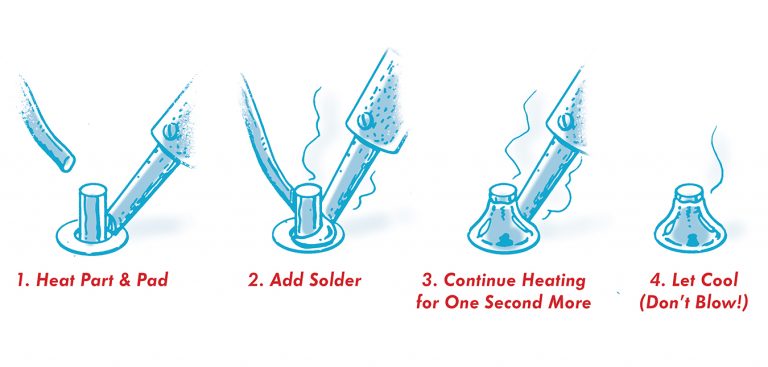 1. Heat Part & Pad
2. Add Solder
3. Continue Heating
for One Second More
4. Let Cool
(Don't Blow!)